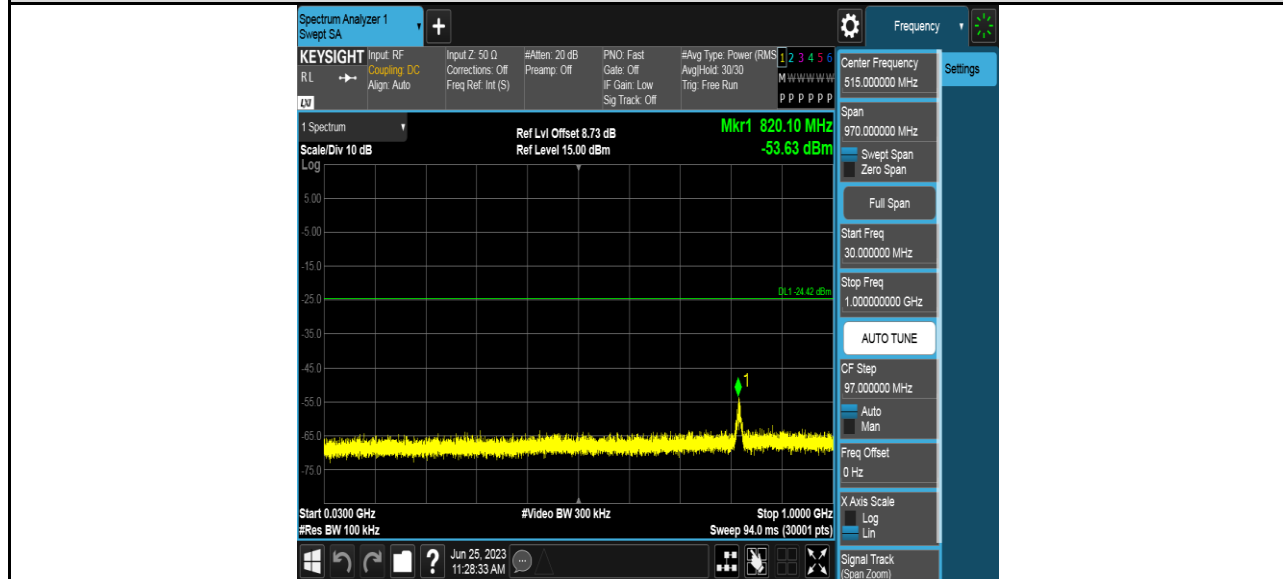 Spectrum Analyzer 1
Swept SA
+
Frequency
KEYSIGHT
RL
LXI
Input: RF
Coupling: DC
Align: Auto
Input Z: 50 Ω
Corrections: Off
Freq Ref: Int (S)
#Atten: 20 dB
Preamp: Off
PNO: Fast
Gate: Off
IF Gain: Low
Sig Track: Off
#Avg Type: Power (RMS
Avg|Hold: 30/30
Trig: Free Run
1 2 3 4 5 6
M W W W W W
P P P P P P
1 Spectrum
Scale/Div 10 dB
Log
Ref Lvl Offset 8.73 dB
Ref Level 15.00 dBm
Mkr1 820.10 MHz
-53.63 dBm
5.00
-5.00
-15.0
-25.0
-35.0
-45.0
-55.0
-65.0
-75.0
DL1 -24.42 dBm
1
Start 0.0300 GHz
#Res BW 100 kHz
#Video BW 300 kHz
Stop 1.0000 GHz
Sweep 94.0 ms (30001 pts)
Center Frequency
515.000000 MHz
Span
970.000000 MHz
Swept Span
Zero Span
Full Span
Start Freq
30.000000 MHz
Stop Freq
1.000000000 GHz
AUTO TUNE
CF Step
97.000000 MHz
Auto
Man
Freq Offset
0 Hz
X Axis Scale
Log
Lin
Signal Track
(Span Zoom)
Settings
?
Jun 25, 2023
11:28:33 AM